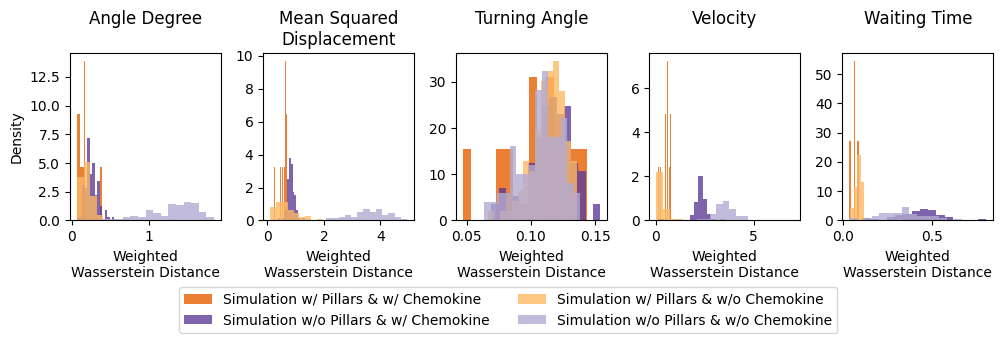 Angle Degree
Mean Squared
Displacement
Turning Angle
Velocity
Waiting Time
Density
0.0
2.5
5.0
7.5
10.0
12.5
0
1
Weighted
Wasserstein Distance
0
2
4
6
8
10
0
2
4
Weighted
Wasserstein Distance
0
10
20
30
0.05
0.10
0.15
Weighted
Wasserstein Distance
0
2
4
6
0
5
Weighted
Wasserstein Distance
0
10
20
30
40
50
0.0
0.5
Weighted
Wasserstein Distance
Simulation w/ Pillars & w/ Chemokine
Simulation w/o Pillars & w/ Chemokine
Simulation w/ Pillars & w/o Chemokine
Simulation w/o Pillars & w/o Chemokine